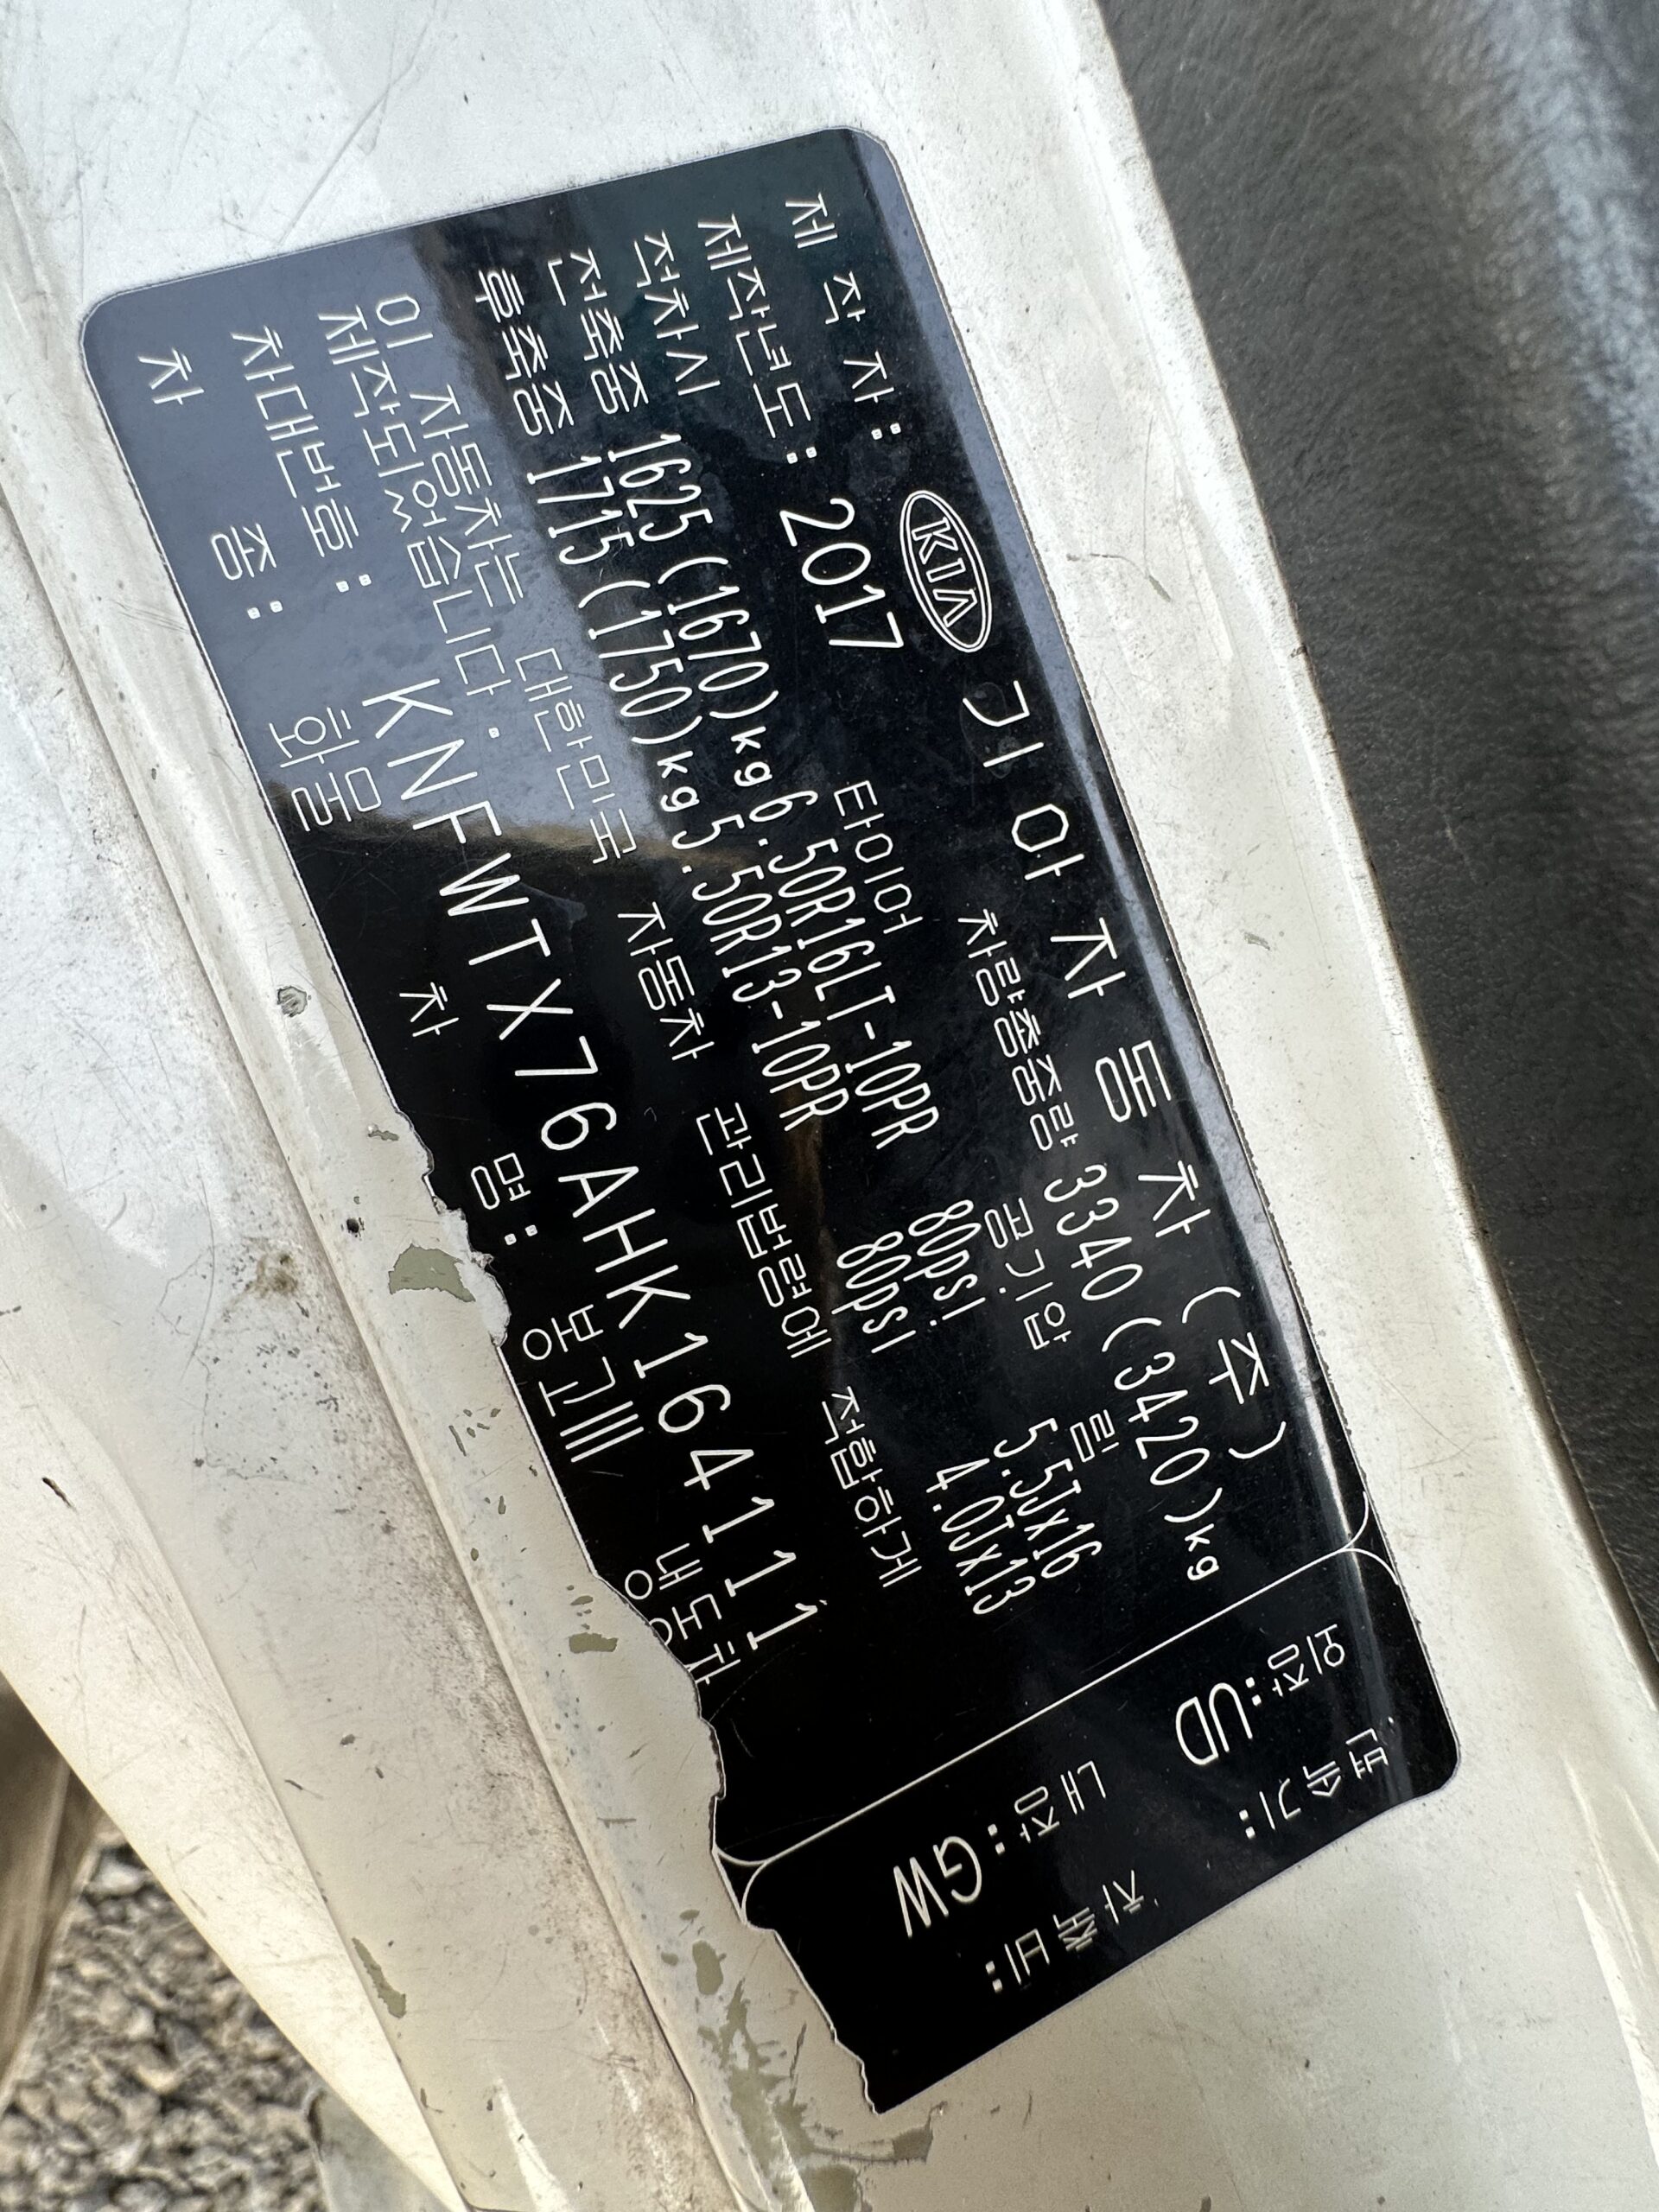 제 작 자: KIA 기 아 자 동 차 (주)
제작년도: 2017 차량총중량 3340 (3420)kg
적차시 타이어 공기압 림
전축중 1625 (1670)kg 6.50R16LT-10PR 80psi 5.5Jx16
후축중 1715 (1750)kg 5.50R13-10PR 80psi 4.0Jx13
이 자동차는 대한민국 자동차 관리법령에 적합하게
제작되었습니다.
차대번호: KNFWTX76AHK164111
차 종: 화물 차 명: 봉고Ⅲ 냉동차
외장:UD 내장:GW
변속기: 차축비: